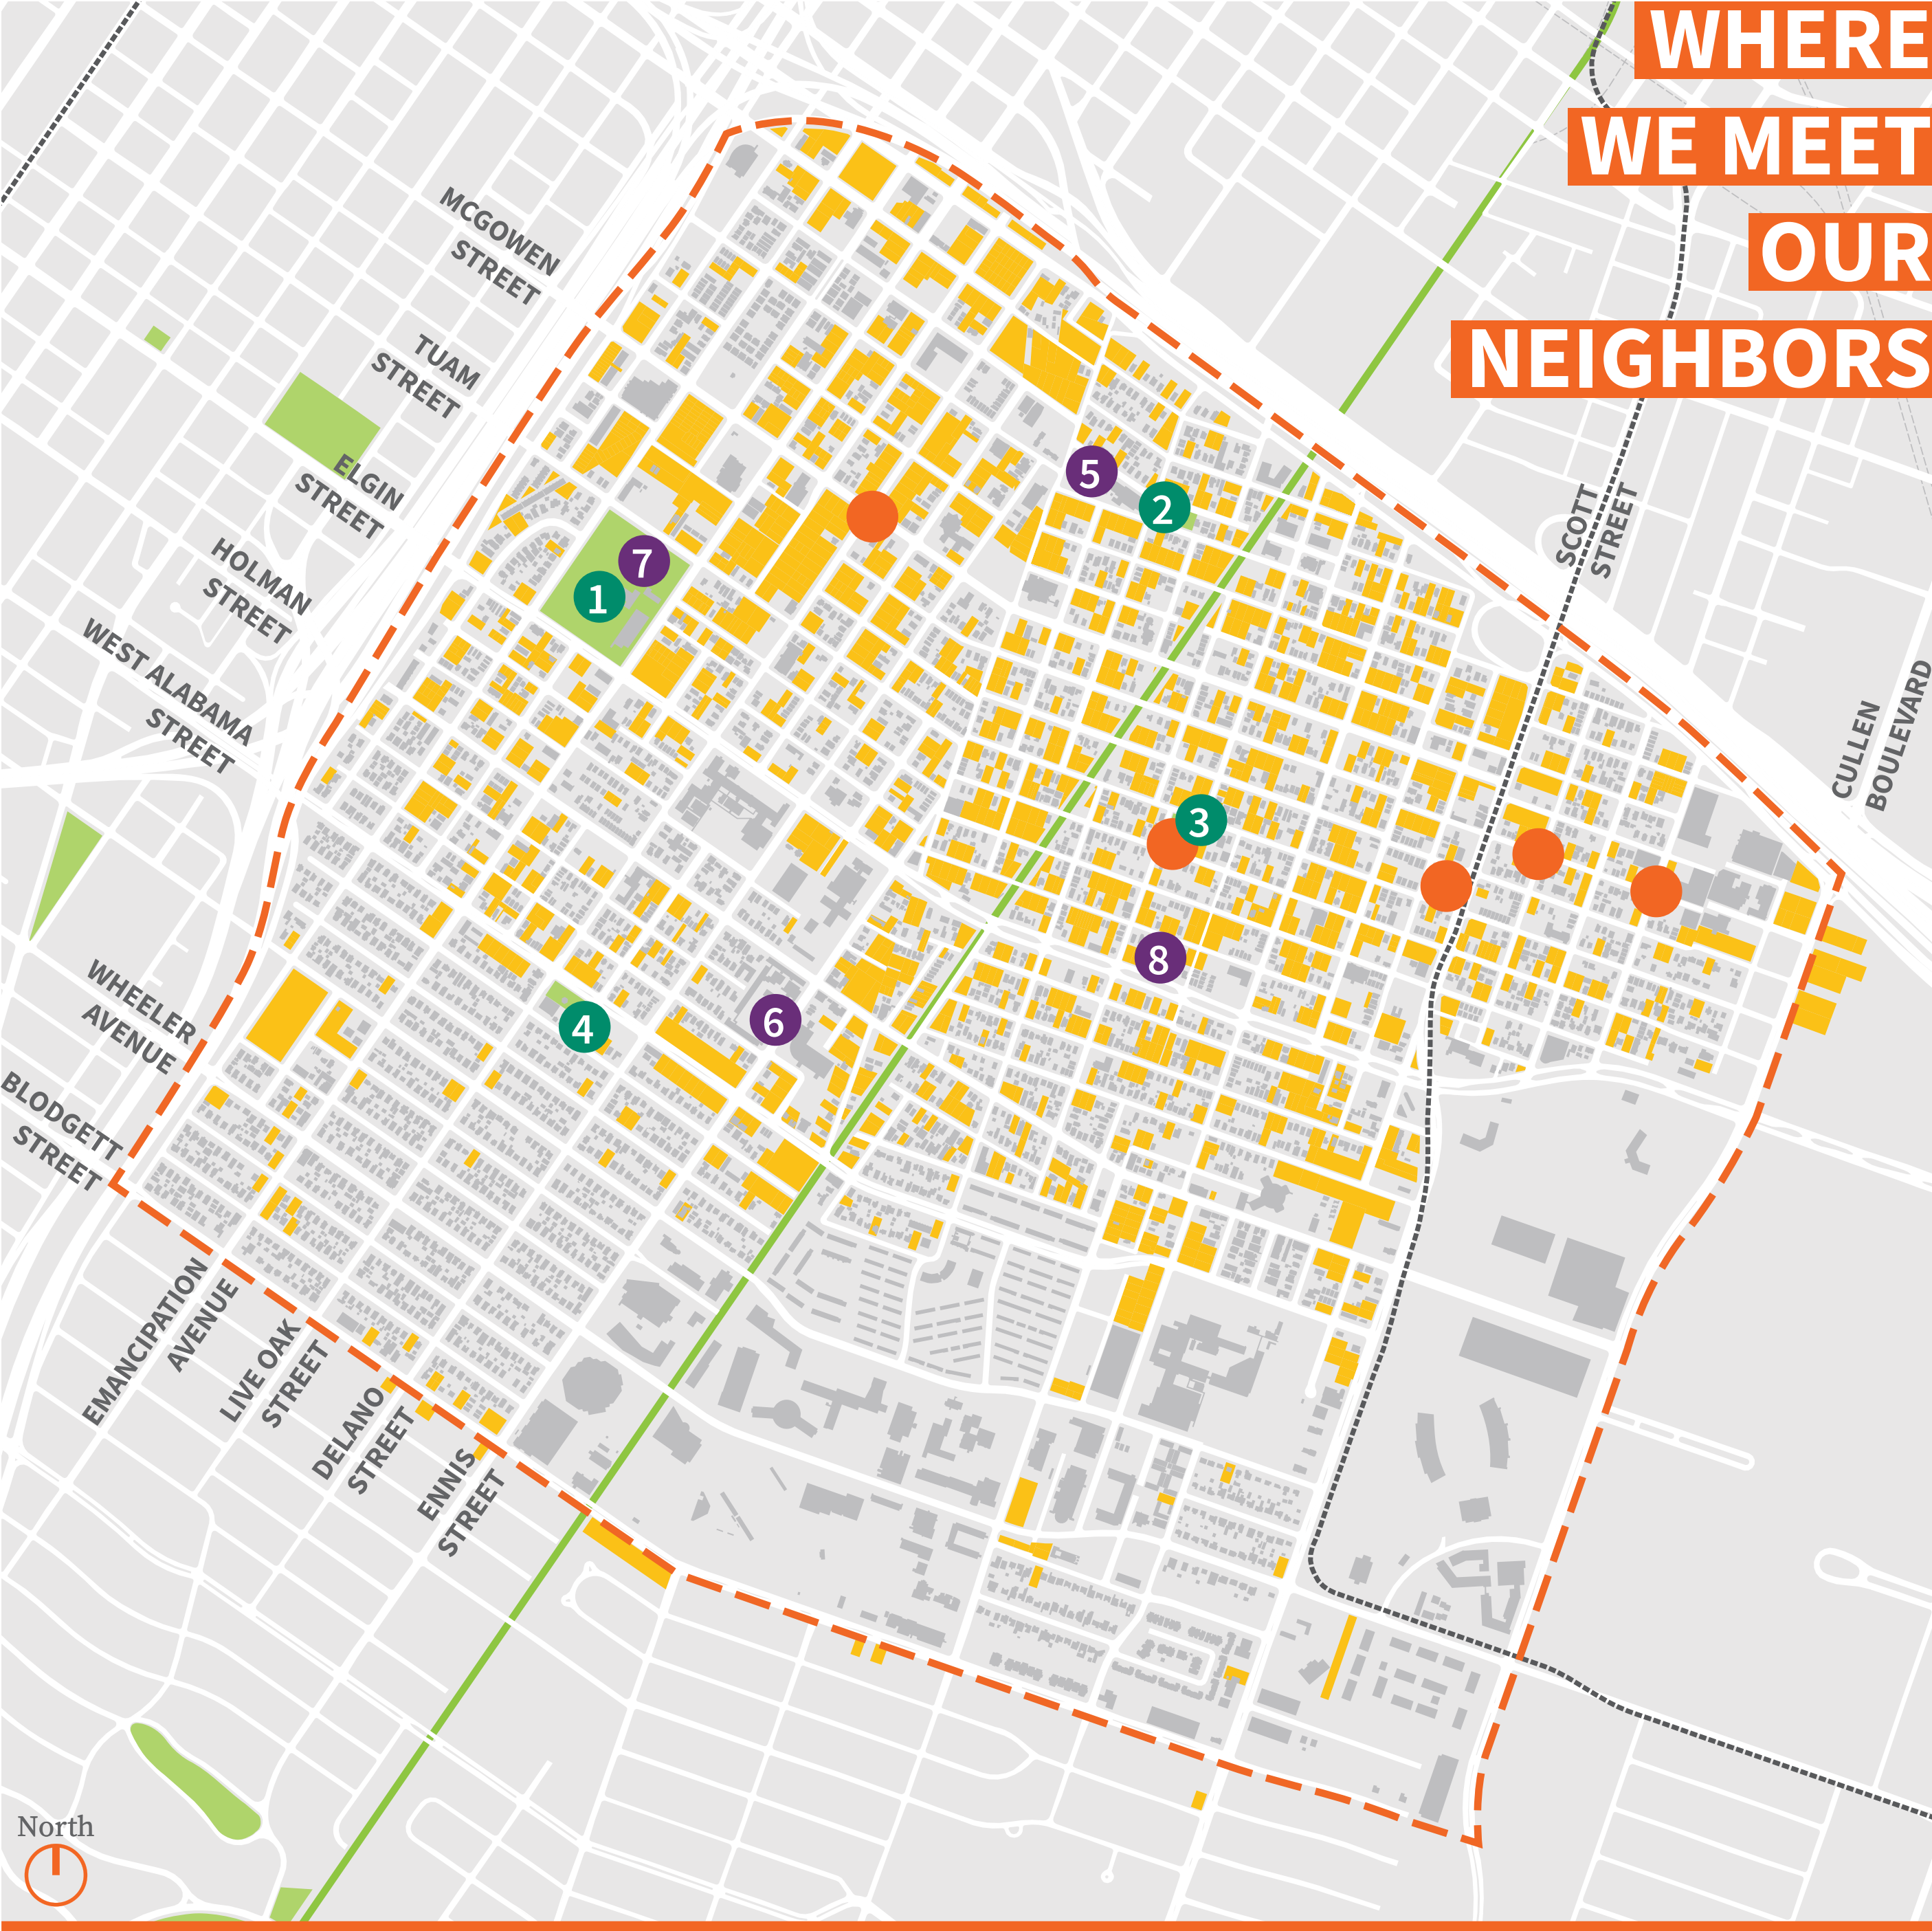 WHERE
WE MEET
OUR
NEIGHBORS
MCGOWEN
STREET
TUAM
STREET
ELGIN
STREET
HOLMAN
STREET
WEST ALABAMA
STREET
WHEELER
AVENUE
BLODGETT
STREET
EMANCIPATION
AVENUE
LIVE OAK
STREET
DELANO
STREET
ENNIS
STREET
SCOTT
STREET
CULLEN
BOULEVARD
5
2
7
1
3
8
6
4
North